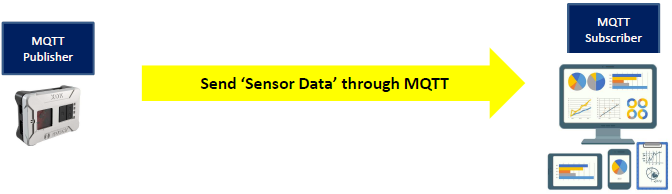 MQTT
Publisher
Send ‘Sensor Data’ through MQTT
MQTT
Subscriber